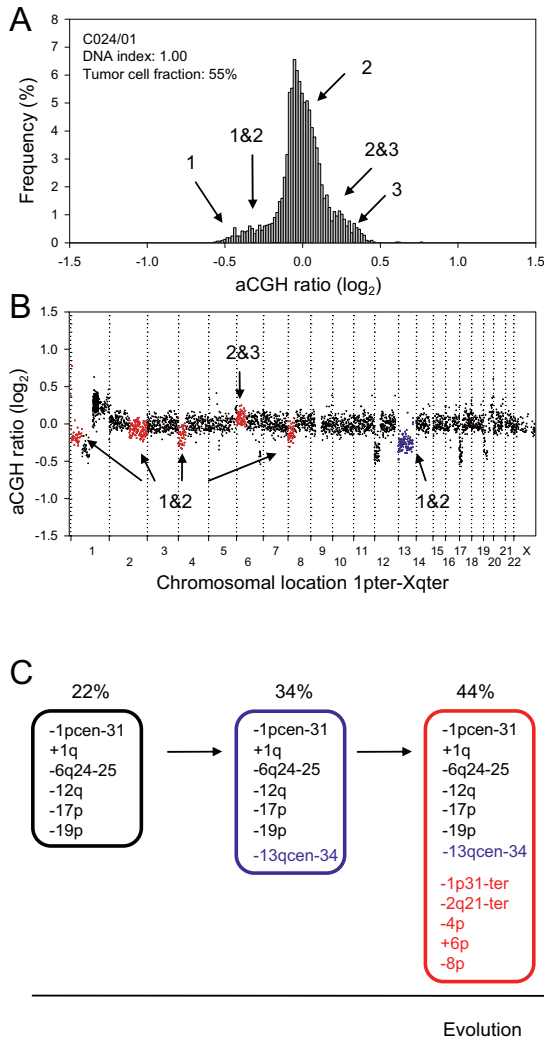 A
C024/01
DNA index: 1.00
Tumor cell fraction: 55%
Frequency (%)
8
7
6
5
4
3
2
1
0
1
1&2
2
2&3
3
-1.5
-1.0
-0.5
0.0
0.5
1.0
1.5
aCGH ratio (log2)
B
aCGH ratio (log2)
1.5
1.0
0.5
0.0
-0.5
-1.0
-1.5
2&3
1&2
1&2
1 3 5 7 9 11 13 15 17 19 21 X
2 4 6 8 10 12 14 16 18 20 22
Chromosomal location 1pter-Xqter
C
22%
34%
44%
-1pcen-31
+1q
-6q24-25
-12q
-17p
-19p
-1pcen-31
+1q
-6q24-25
-12q
-17p
-19p
-13qcen-34
-1pcen-31
+1q
-6q24-25
-12q
-17p
-19p
-13qcen-34
-1p31-ter
-2q21-ter
-4p
+6p
-8p
Evolution